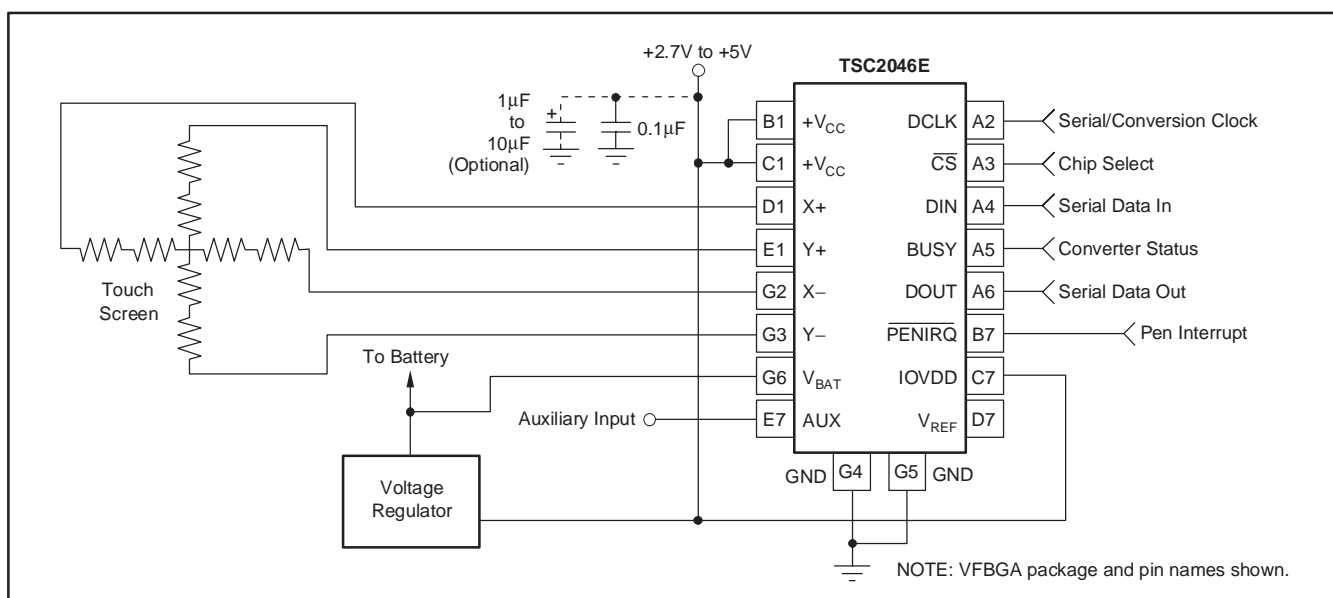 +2.7V to +5V
TSC2046E
1µF
to
10µF
(Optional)
+
0.1µF
B1 +VCC DCLK A2 Serial/Conversion Clock
C1 +VCC CS A3 Chip Select
D1 X+ DIN A4 Serial Data In
E1 Y+ BUSY A5 Converter Status
G2 X− DOUT A6 Serial Data Out
G3 Y− PENIRQ B7 Pen Interrupt
G6 VBAT IOVDD C7
E7 AUX VREF D7
Touch
Screen
To Battery
Auxiliary Input
Voltage
Regulator
GND G4 G5 GND
NOTE: VFBGA package and pin names shown.